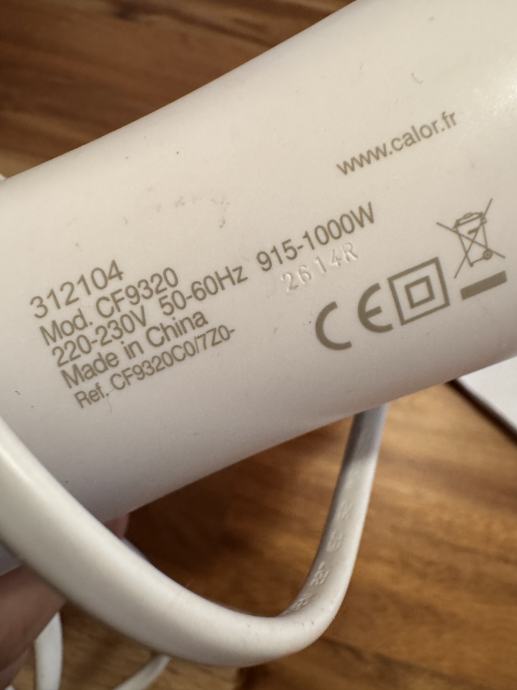 www.calor.fr
312104
Mod. CF9320
220-230V 50-60Hz 915-1000W
Made in China
Ref. CF9320C0/7Z0-
2614R
CE